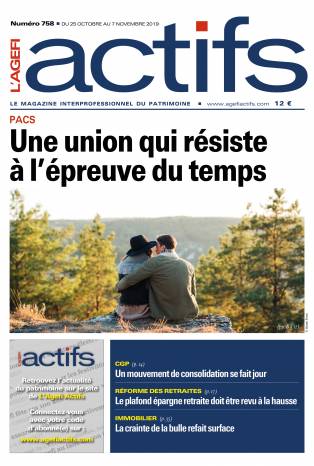 Numéro 758 ■ DU 25 OCTOBRE AU 7 NOVEMBRE 2019
L'AGEFI actifs
LE MAGAZINE INTERPROFESSIONNEL DU PATRIMOINE ■ www.agefiactifs.com 12 €
PACS
Une union qui résiste
à l'épreuve du temps
actifs
Retrouvez l'actualité
du patrimoine sur le site
de L'Agefi Actifs
Connectez-vous
avec votre code
d'abonné(e) sur :
www.agefiactifs.com
CGP (p.14)
Un mouvement de consolidation se fait jour
RÉFORME DES RETRAITES (p.17)
Le plafond épargne retraite doit être revu à la hausse
IMMOBILIER (p.35)
La crainte de la bulle refait surface